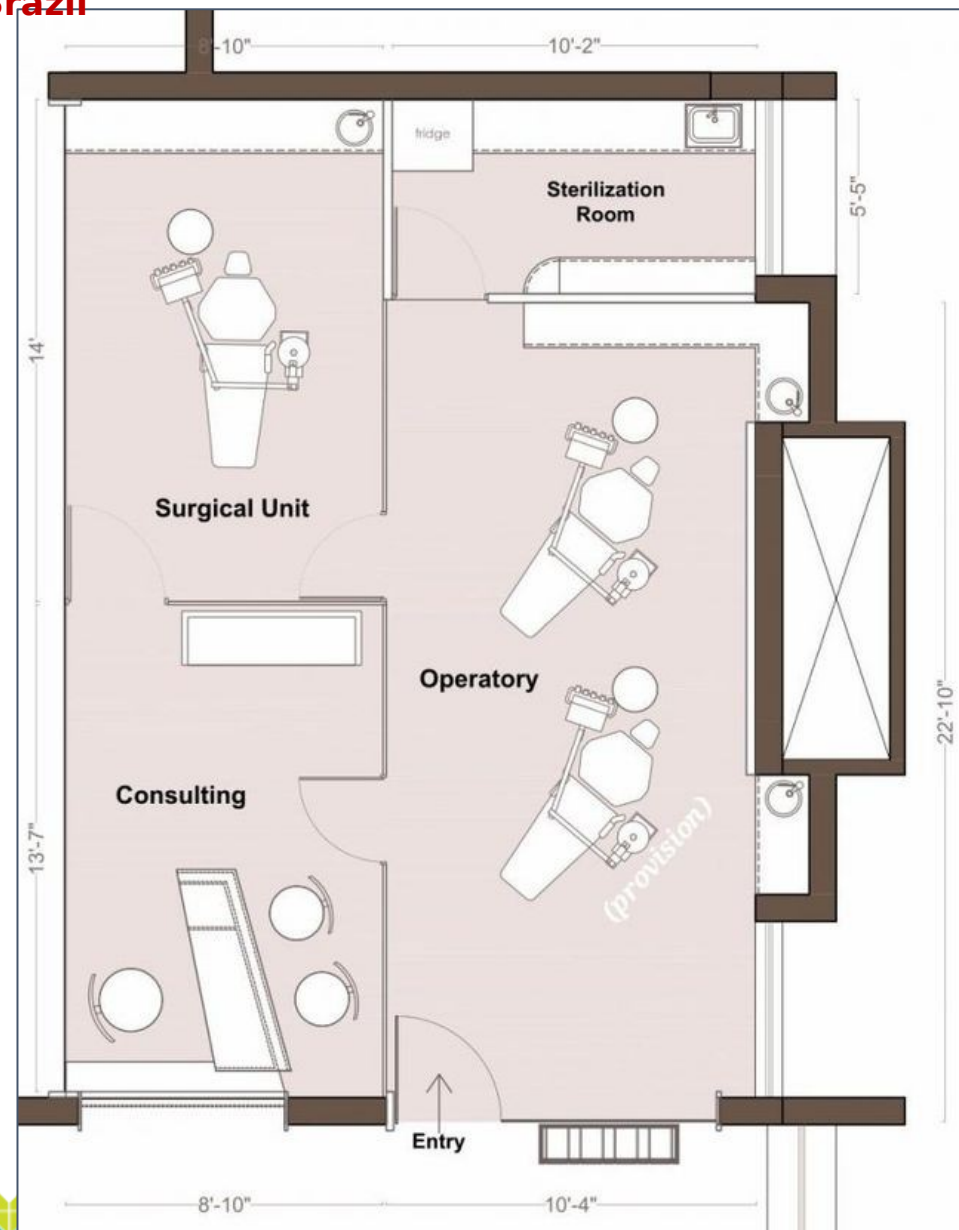 Brazil
8'-10"
10'-2"
fridge
Sterilization
Room
5'-5"
14'
Surgical Unit
Operatory
22'-10"
Consulting
13'-7"
(provision)
Entry
8'-10"
10'-4"